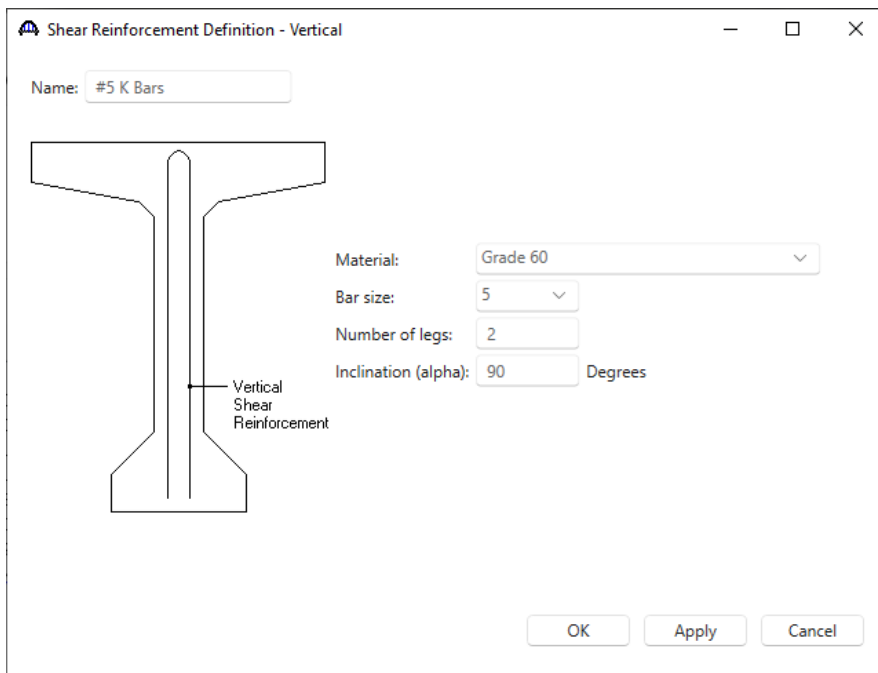 Shear Reinforcement Definition - Vertical
Name: #5 K Bars
Material: Grade 60
Bar size: 5
Number of legs: 2
Inclination (alpha): 90 Degrees
Vertical
Shear
Reinforcement
OK Apply Cancel